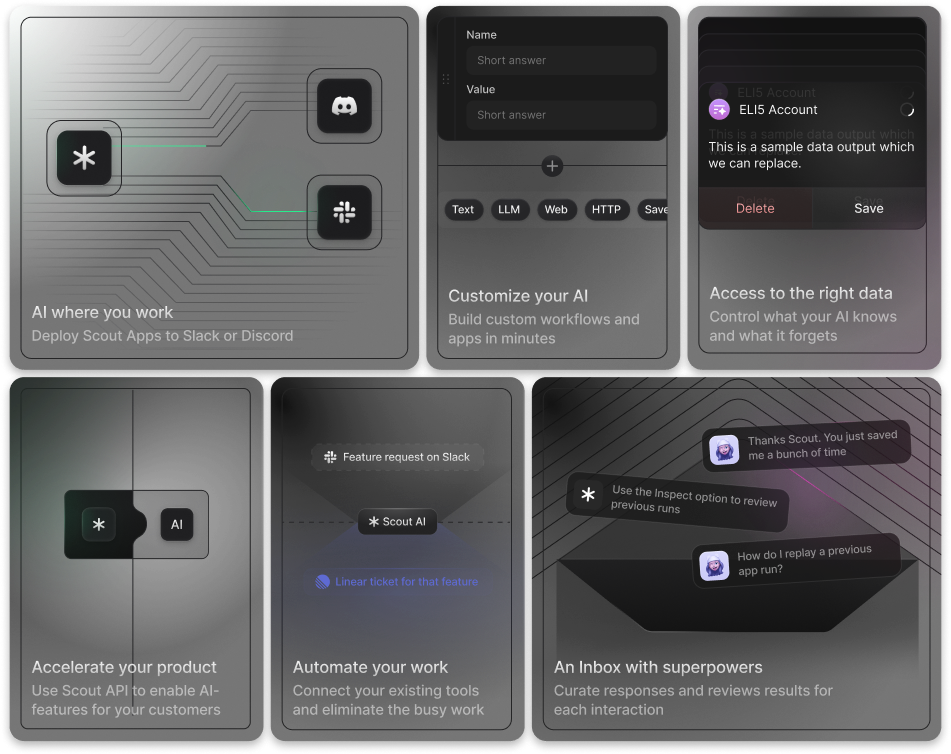 AI where you work
Deploy Scout Apps to Slack or Discord
Name
Short answer
Value
Short answer
Text
LLM
Web
HTTP
Save
Customize your AI
Build custom workflows and
apps in minutes
ELI5 Account
ELI5 Account
This is a sample data output which
This is a sample data output which
we can replace.
Delete
Save
Access to the right data
Control what your AI knows
and what it forgets
AI
Accelerate your product
Use Scout API to enable AI-
features for your customers
Feature request on Slack
Scout AI
Linear ticket for that feature
Automate your work
Connect your existing tools
and eliminate the busy work
Thanks Scout. You just saved
me a bunch of time
Use the Inspect option to review
previous runs
How do I replay a previous
app run?
An Inbox with superpowers
Curate responses and reviews results for
each interaction